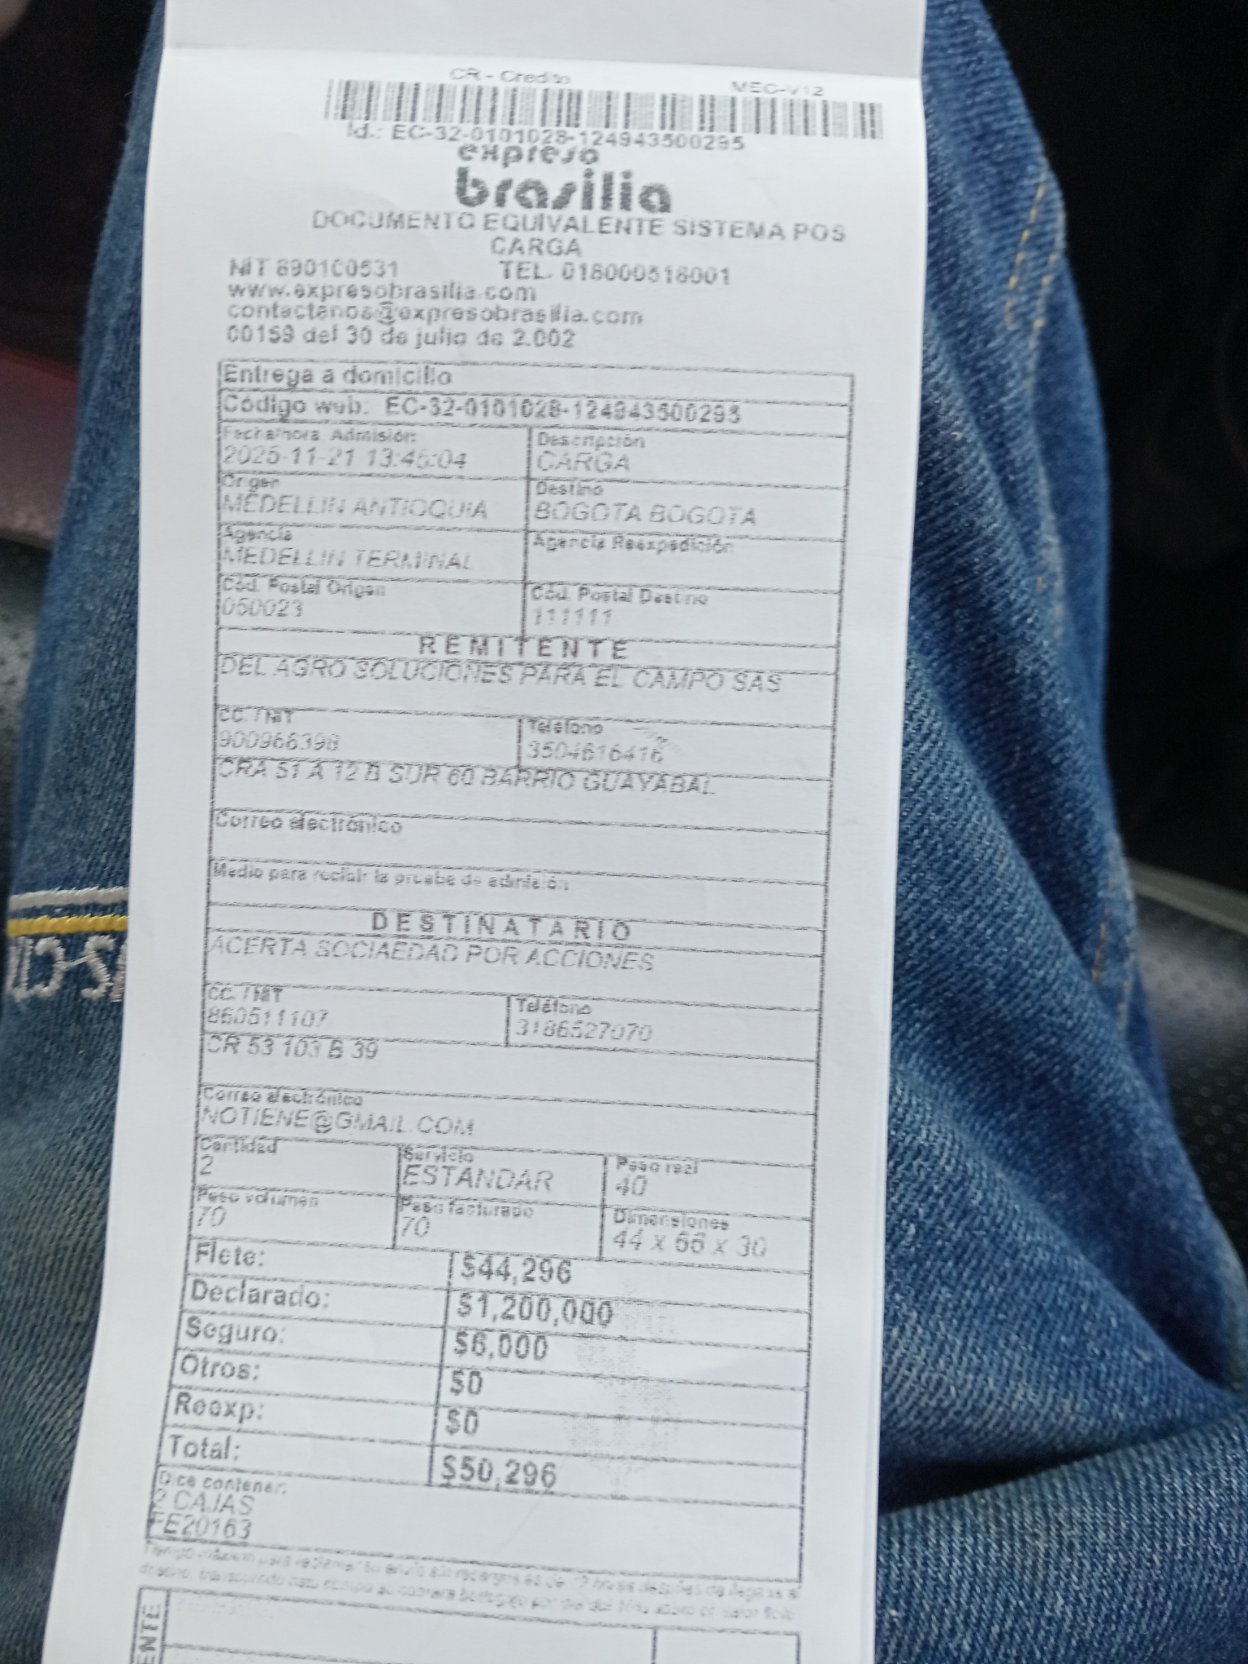 CR - Credito MEC-V12
Id.: EC-32-0101028-124943500295
expreso
brasilia
DOCUMENTO EQUIVALENTE SISTEMA POS
CARGA
NIT 890100531 TEL. 018000518001
www.expresobrasilia.com
contactanos@expresobrasilia.com
00159 del 30 de julio de 2.002
Entrega a domicilio
Código web: EC-32-0101028-124943500295
Fecha/hora Admisión Descripción
2025-11-21 13:45:04 CARGA
Origen Destino
MEDELLIN ANTIOQUIA BOGOTA BOGOTA
Agencia Agencia Reexpedición
MEDELLIN TERMINAL
Cód. Postal Origen Cód. Postal Destino
050023 111111
REMITENTE
DEL AGRO SOLUCIONES PARA EL CAMPO SAS
CC. / NIT Teléfono
900966398 3504616416
CRA 51 A 12 B SUR 60 BARRIO GUAYABAL
Correo electrónico
Medio para recibir la prueba de admisión
DESTINATARIO
ACERTA SOCIAEDAD POR ACCIONES
CC. / NIT Teléfono
860511107 3186527070
CR 53 103 B 39
Correo electrónico
NOTIENE@GMAIL.COM
Cantidad Servicio Peso real
2 ESTANDAR 40
Peso volumen Peso facturado Dimensiones
70 70 44 x 66 x 30
Flete: $44,296
Declarado: $1,200,000
Seguro: $6,000
Otros: $0
Reexp: $0
Total: $50,296
Dice contener:
2 CAJAS
FE20163